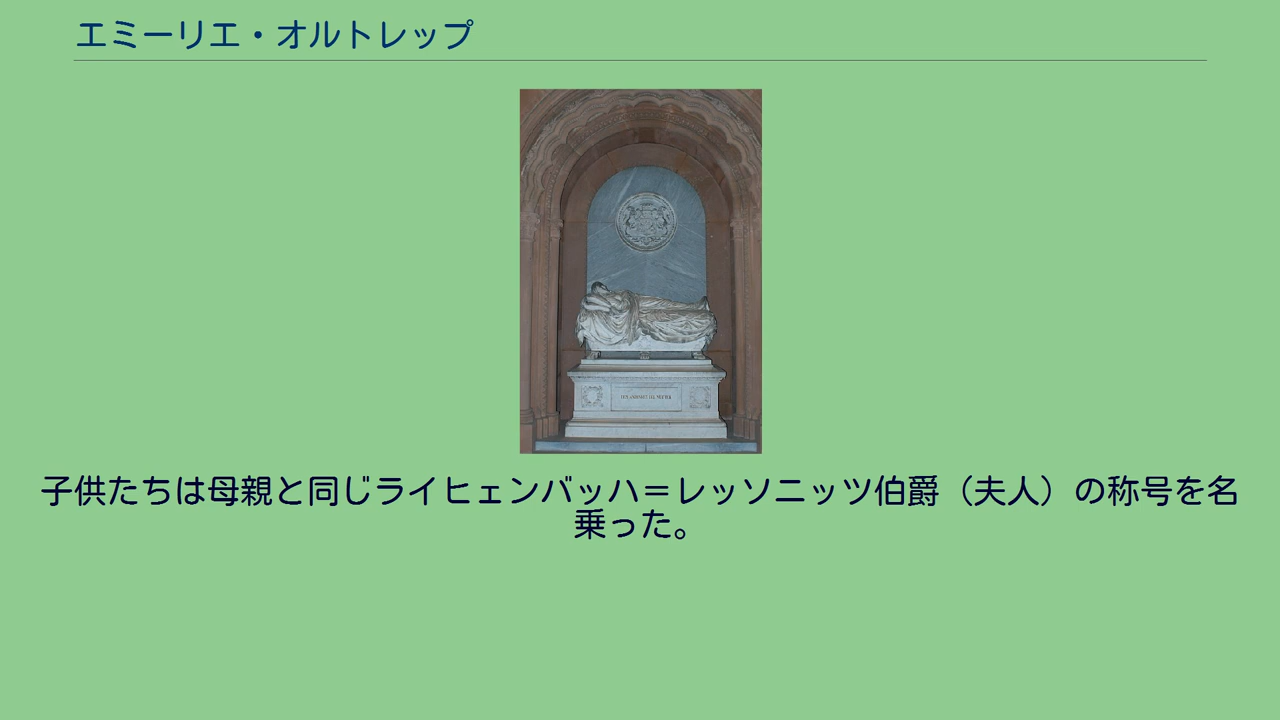 エミーリエ・オルトレップ
子供たちは母親と同じライヒェンバッハ＝レッソニッツ伯爵（夫人）の称号を名
乗った。